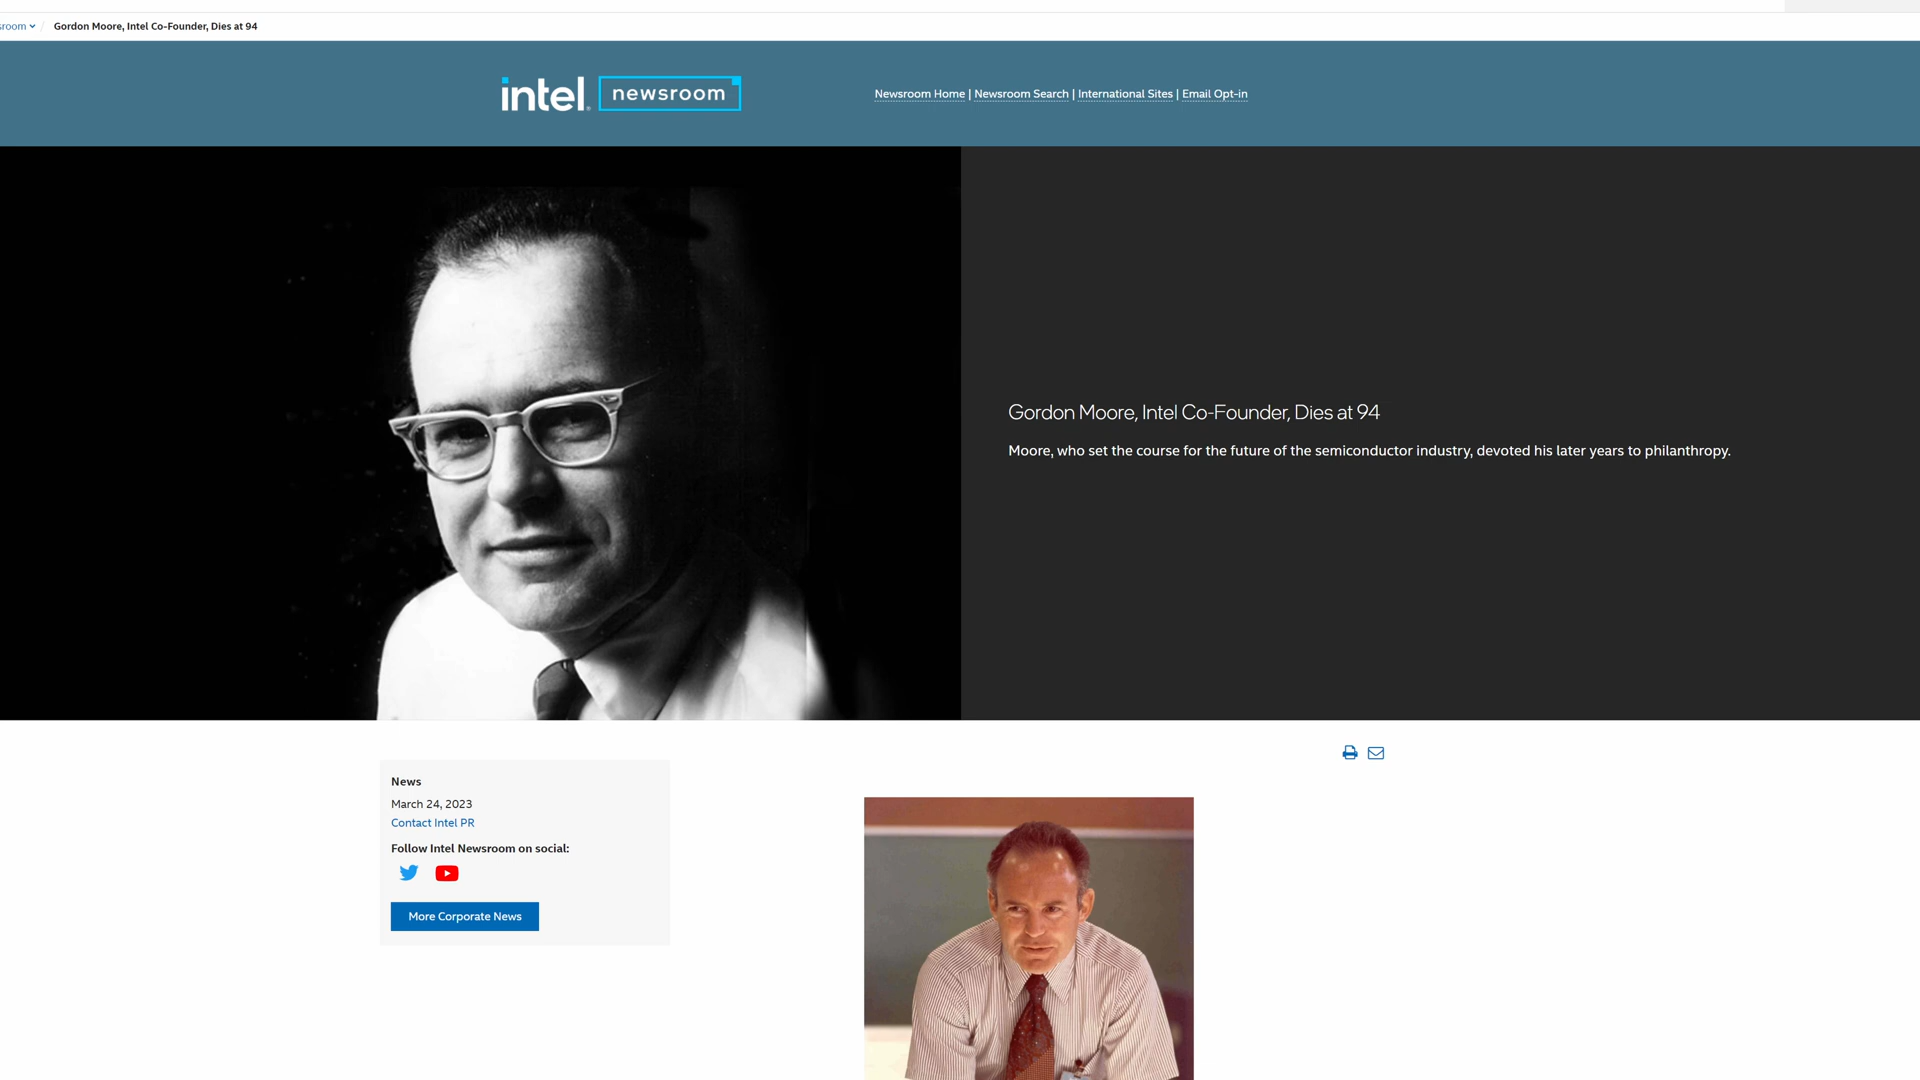 Gordon Moore, Intel Co-Founder, Dies at 94
intel. newsroom
Newsroom Home | Newsroom Search | International Sites | Email Opt-in
Gordon Moore, Intel Co-Founder, Dies at 94
Moore, who set the course for the future of the semiconductor industry, devoted his later years to philanthropy.
News
March 24, 2023
Contact Intel PR
Follow Intel Newsroom on social:
More Corporate News